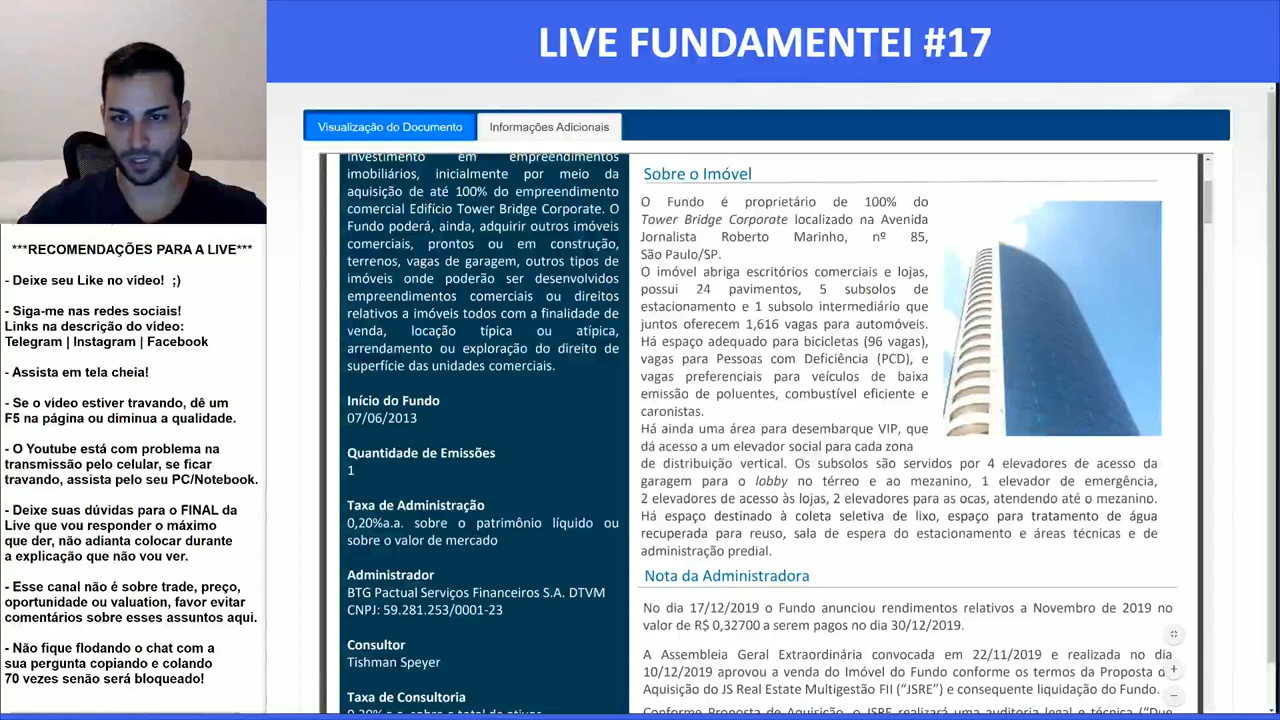 LIVE FUNDAMENTEI #17
***RECOMENDAÇÕES PARA A LIVE***
- Deixe seu Like no vídeo!  ;)
- Siga-me nas redes sociais!
Links na descrição do vídeo:
Telegram | Instagram | Facebook
- Assista em tela cheia!
- Se o vídeo estiver travando, dê um
F5 na página ou diminua a qualidade.
- O Youtube está com problema na
transmissão pelo celular, se ficar
travando, assista pelo seu PC/Notebook.
- Deixe suas dúvidas para o FINAL da
Live que vou responder o máximo
que der, não adianta colocar durante
a explicação que não vou ver.
- Esse canal não é sobre trade, preço,
oportunidade ou valuation, favor evitar
comentários sobre esses assuntos aqui.
- Não fique flodando o chat com a
sua pergunta copiando e colando
70 vezes senão será bloqueado!
Visualização do Documento
Informações Adicionais
investimento em empreendimentos
imobiliários, inicialmente por meio da
aquisição de até 100% do empreendimento
comercial Edifício Tower Bridge Corporate. O
Fundo poderá, ainda, adquirir outros imóveis
comerciais, prontos ou em construção,
terrenos, vagas de garagem, outros tipos de
imóveis onde poderão ser desenvolvidos
empreendimentos comerciais ou direitos
relativos a imóveis todos com a finalidade de
venda, locação típica ou atípica,
arrendamento ou exploração do direito de
superfície das unidades comerciais.
Início do Fundo
07/06/2013
Quantidade de Emissões
1
Taxa de Administração
0,20%a.a. sobre o patrimônio líquido ou
sobre o valor de mercado
Administrador
BTG Pactual Serviços Financeiros S.A. DTVM
CNPJ: 59.281.253/0001-23
Consultor
Tishman Speyer
Taxa de Consultoria
0,20%a.a. sobre o total de ativos
Sobre o Imóvel
O Fundo é proprietário de 100% do
Tower Bridge Corporate localizado na Avenida
Jornalista Roberto Marinho, nº 85,
São Paulo/SP.
O imóvel abriga escritórios comerciais e lojas,
possui 24 pavimentos, 5 subsolos de
estacionamento e 1 subsolo intermediário que
juntos oferecem 1,616 vagas para automóveis.
Há espaço adequado para bicicletas (96 vagas),
vagas para Pessoas com Deficiência (PCD), e
vagas preferenciais para veículos de baixa
emissão de poluentes, combustível eficiente e
caronistas.
Há ainda uma área para desembarque VIP, que
dá acesso a um elevador social para cada zona
de distribuição vertical. Os subsolos são servidos por 4 elevadores de acesso da
garagem para o lobby no térreo e ao mezanino, 1 elevador de emergência,
2 elevadores de acesso às lojas, 2 elevadores para as ocas, atendendo até o mezanino.
Há espaço destinado à coleta seletiva de lixo, espaço para tratamento de água
recuperada para reuso, sala de espera do estacionamento e áreas técnicas e de
administração predial.
Nota da Administradora
No dia 17/12/2019 o Fundo anunciou rendimentos relativos a Novembro de 2019 no
valor de R$ 0,32700 a serem pagos no dia 30/12/2019.
A Assembleia Geral Extraordinária convocada em 22/11/2019 e realizada no dia
10/12/2019 aprovou a venda do Imóvel do Fundo conforme os termos da Proposta d
Aquisição do JS Real Estate Multigestão FII ("JSRE") e consequente liquidação do Fundo.
Conforme Proposta de Aquisição, o JSRE realizará uma auditoria legal e técnica ("Due